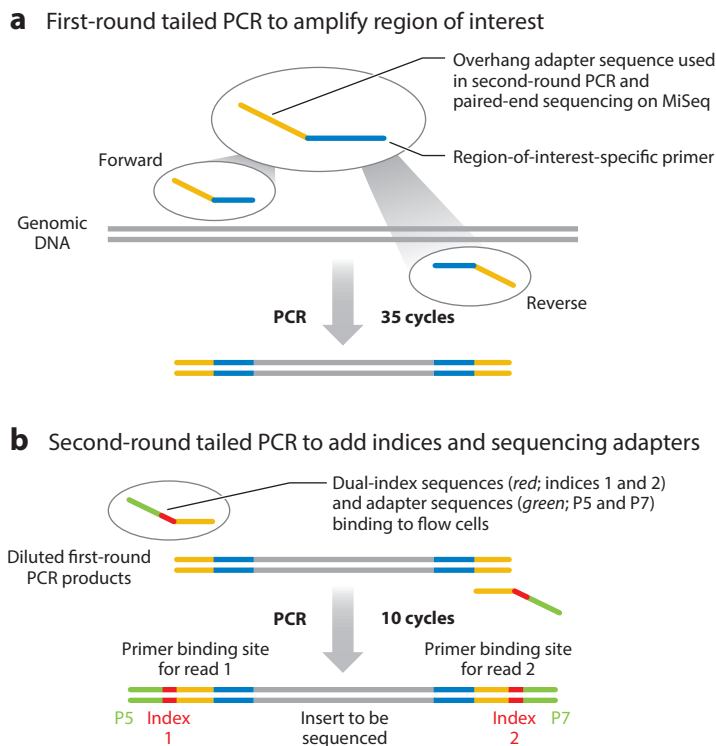 a First-round tailed PCR to amplify region of interest
Overhang adapter sequence used
in second-round PCR and
paired-end sequencing on MiSeq
Region-of-interest-specific primer
Forward
Genomic
DNA
Reverse
PCR 35 cycles
b Second-round tailed PCR to add indices and sequencing adapters
Dual-index sequences (red; indices 1 and 2)
and adapter sequences (green; P5 and P7)
binding to flow cells
Diluted first-round
PCR products
PCR 10 cycles
Primer binding site
for read 1
Primer binding site
for read 2
P5 Index
1
Insert to be
sequenced
Index
2
P7